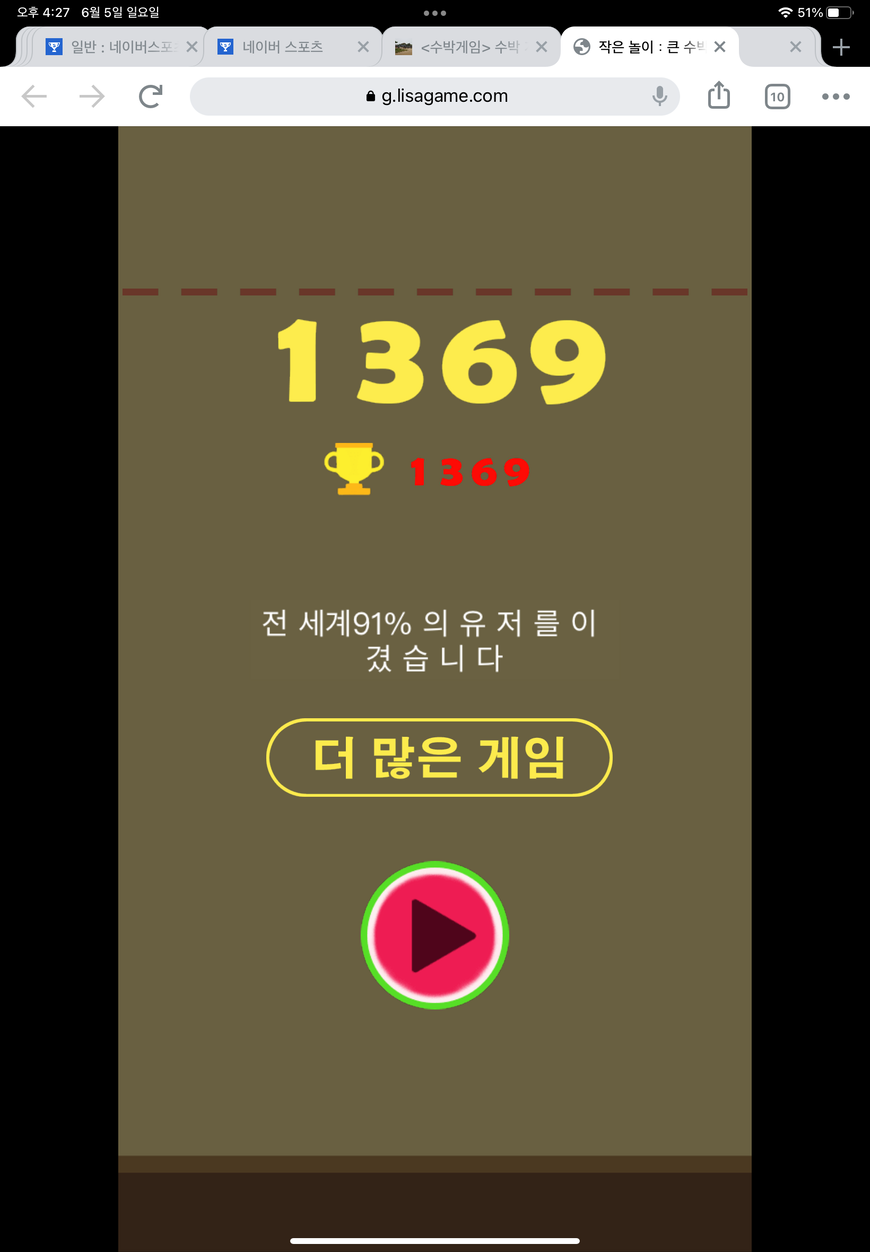 오후 4:27 6월 5일 일요일
51%
일반 : 네이버스포
네이버 스포츠
<수박게임> 수박
작은 놀이 : 큰 수
g.lisagame.com
10
1369
1369
전 세계91% 의 유 저 를 이
겼 습 니 다
더 많은 게임